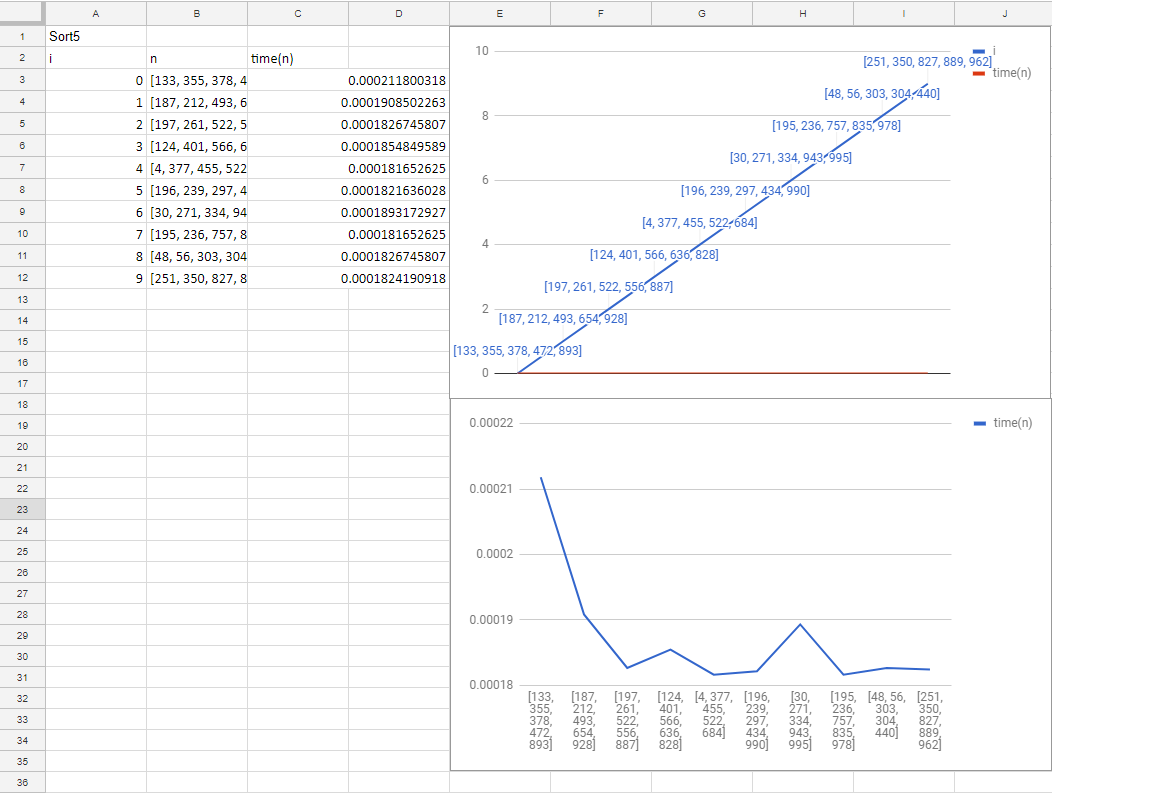 A B C D E F G H I J
1 Sort5
2 i n time(n)
3 0 [133, 355, 378, 4 0.000211800318
4 1 [187, 212, 493, 6 0.0001908502263
5 2 [197, 261, 522, 5 0.0001826745807
6 3 [124, 401, 566, 6 0.0001854849589
7 4 [4, 377, 455, 522 0.000181652625
8 5 [196, 239, 297, 4 0.0001821636028
9 6 [30, 271, 334, 94 0.0001893172927
10 7 [195, 236, 757, 8 0.000181652625
11 8 [48, 56, 303, 304 0.0001826745807
12 9 [251, 350, 827, 8 0.0001824190918
13
14
15
16
17
18
19
20
21
22
23
24
25
26
27
28
29
30
31
32
33
34
35
36
10
8
6
4
2
0
i
time(n)
[251, 350, 827, 889, 962]
[48, 56, 303, 304, 440]
[195, 236, 757, 835, 978]
[30, 271, 334, 943, 995]
[196, 239, 297, 434, 990]
[4, 377, 455, 522, 684]
[124, 401, 566, 636, 828]
[197, 261, 522, 556, 887]
[187, 212, 493, 654, 928]
[133, 355, 378, 472, 893]
0.00022
0.00021
0.0002
0.00019
0.00018
time(n)
[133, [187, [197, [124, [4, 377, [196, [30, [195, [48, 56, [251,
355, 212, 261, 401, 455, 239, 271, 236, 303, 350,
378, 493, 522, 566, 522, 297, 334, 757, 304, 827,
472, 654, 556, 636, 684] 434, 943, 835, 440] 889,
893] 928] 887] 828] 990] 995] 978] 962]